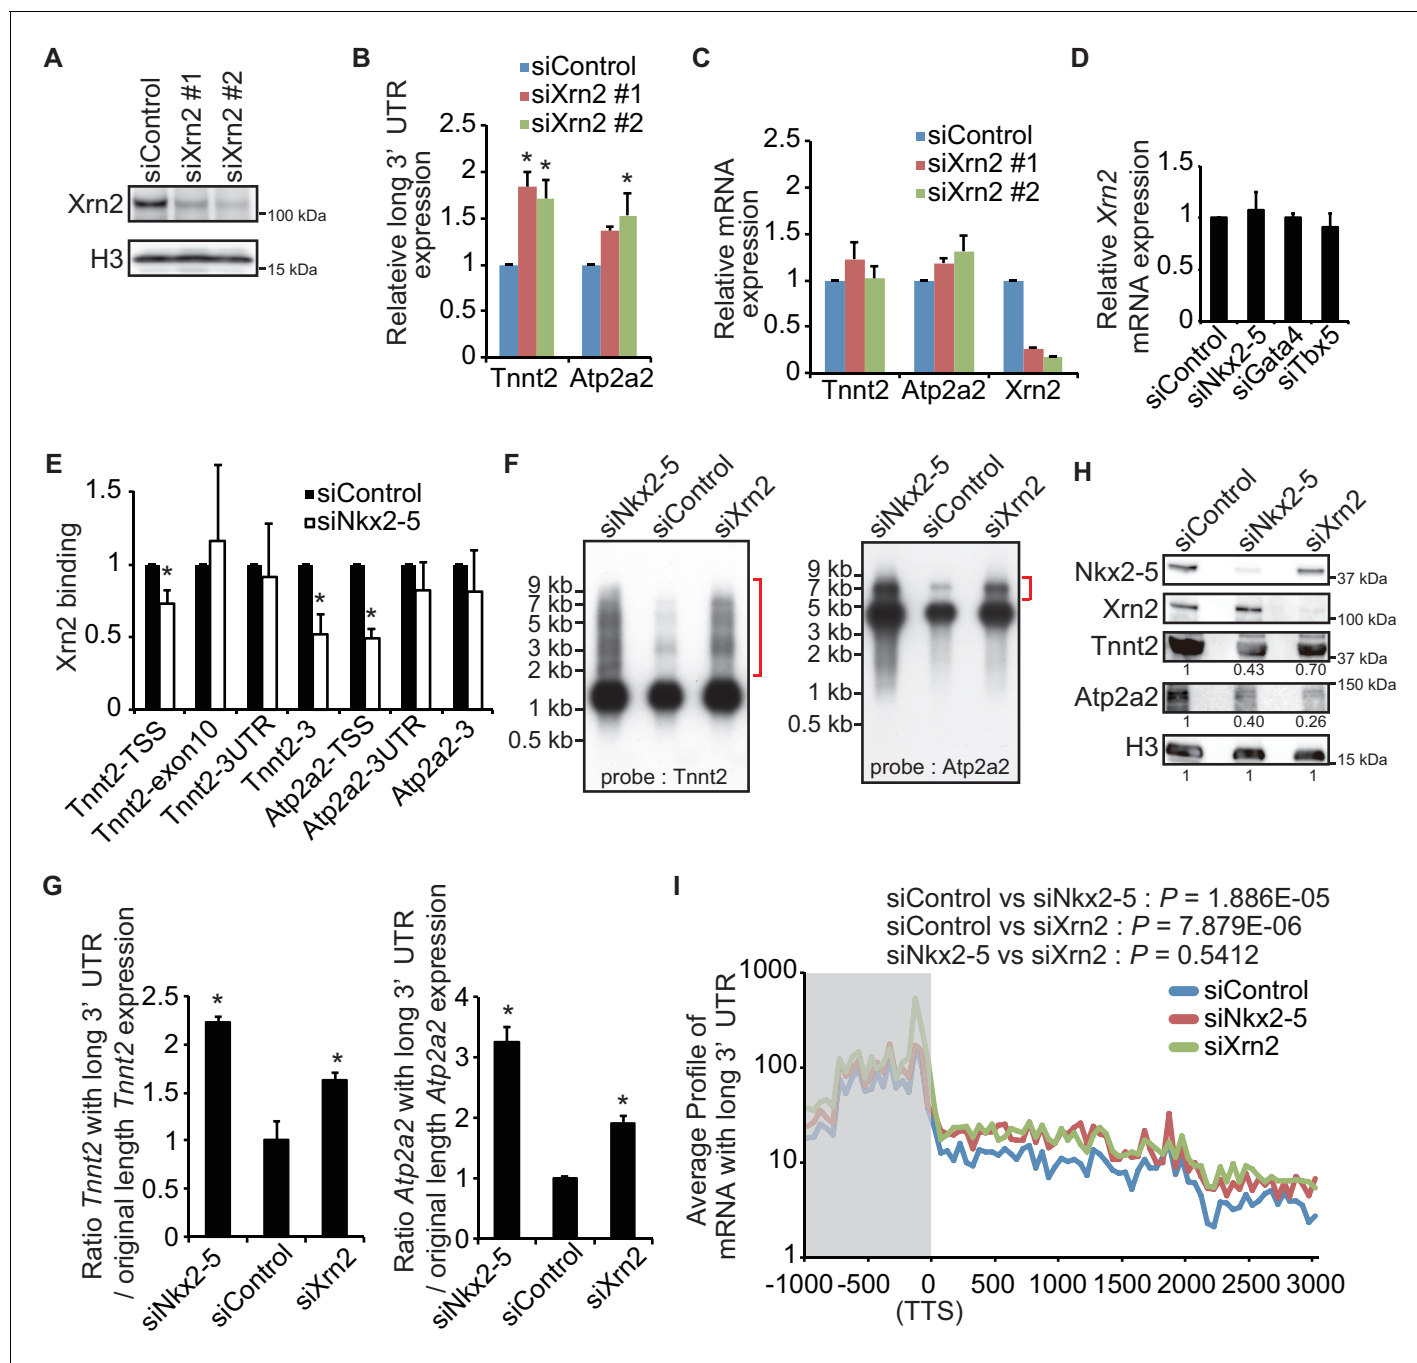 A
siControl
siXrn2 #1
siXrn2 #2
Xrn2
100 kDa
H3
15 kDa
B
siControl
siXrn2 #1
siXrn2 #2
Relateive long 3’ UTR
expression
2.5
2
1.5
1
0.5
0
* *
*
Tnnt2
Atp2a2
C
siControl
siXrn2 #1
siXrn2 #2
Relative mRNA
expression
2.5
2
1.5
1
0.5
0
Tnnt2
Atp2a2
Xrn2
D
Relative Xrn2
mRNA expression
1.5
1
0.5
0
siControl
siNkx2-5
siGata4
siTbx5
E
Xrn2 binding
1.5
1
0.5
0
siControl
siNkx2-5
*
*
*
Tnnt2-TSS
Tnnt2-exon10
Tnnt2-3UTR
Tnnt2-3
Atp2a2-TSS
Atp2a2-3UTR
Atp2a2-3
F
siNkx2-5
siControl
siXrn2
9 kb
7 kb
5 kb
3 kb
2 kb
1 kb
0.5 kb
probe : Tnnt2
siNkx2-5
siControl
siXrn2
9 kb
7 kb
5 kb
3 kb
2 kb
1 kb
0.5 kb
probe : Atp2a2
H
siControl
siNkx2-5
siXrn2
Nkx2-5
37 kDa
Xrn2
100 kDa
Tnnt2
37 kDa
1 0.43 0.70
150 kDa
Atp2a2
1 0.40 0.26
H3
15 kDa
1 1 1
G
Ratio Tnnt2 with long 3’ UTR
/ original length Tnnt2 expression
2.5
2
1.5
1
0.5
0
*
*
siNkx2-5
siControl
siXrn2
Ratio Atp2a2 with long 3’ UTR
/ original length Atp2a2 expression
4
3
2
1
0
*
*
siNkx2-5
siControl
siXrn2
I
siControl vs siNkx2-5 : P = 1.886E-05
siControl vs siXrn2 : P = 7.879E-06
siNkx2-5 vs siXrn2 : P = 0.5412
Average Profile of
mRNA with long 3’ UTR
1000
100
10
1
siControl
siNkx2-5
siXrn2
-1000 -500 0 500 1000 1500 2000 2500 3000
(TTS)